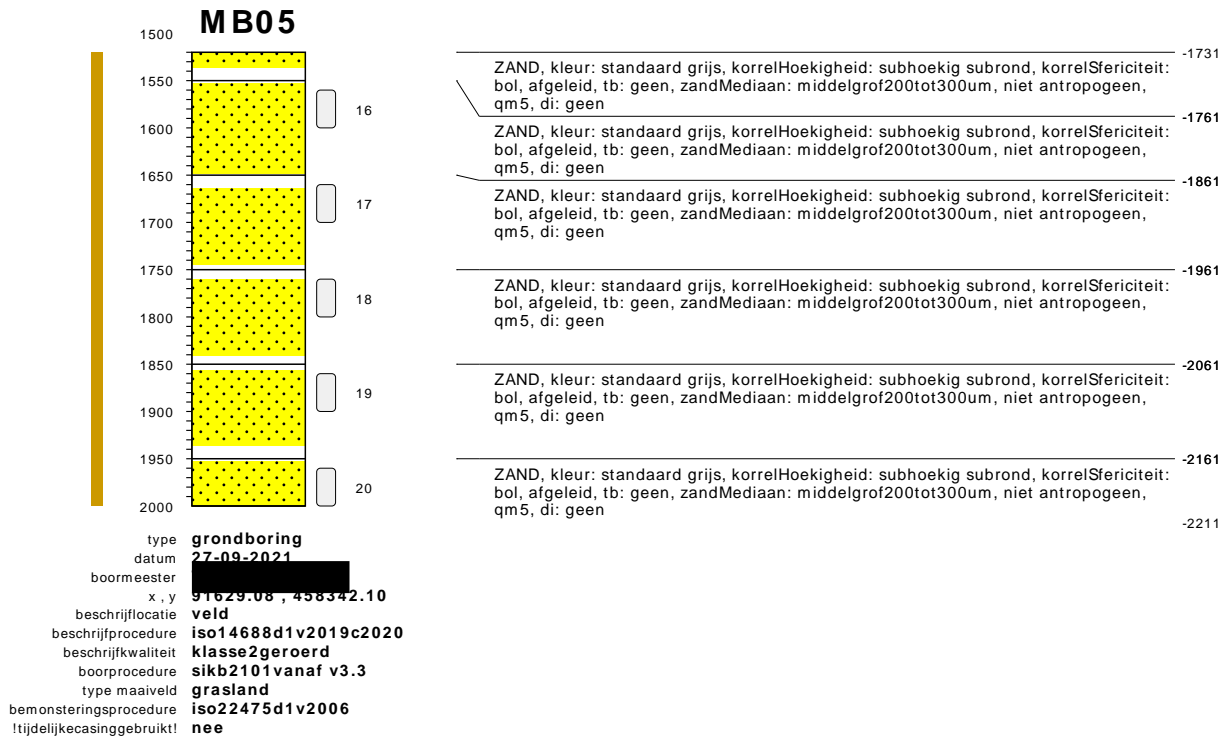 MB05
1500
1550
1600
1650
1700
1750
1800
1850
1900
1950
2000
16
17
18
19
20
-1731
ZAND, kleur: standaard grijs, korrelHoekigheid: subhoekig subrond, korrelSfericiteit:
bol, afgeleid, tb: geen, zandMediaan: middelgrof200tot300um, niet antropogeen,
qm5, di: geen
-1761
ZAND, kleur: standaard grijs, korrelHoekigheid: subhoekig subrond, korrelSfericiteit:
bol, afgeleid, tb: geen, zandMediaan: middelgrof200tot300um, niet antropogeen,
qm5, di: geen
-1861
ZAND, kleur: standaard grijs, korrelHoekigheid: subhoekig subrond, korrelSfericiteit:
bol, afgeleid, tb: geen, zandMediaan: middelgrof200tot300um, niet antropogeen,
qm5, di: geen
-1961
ZAND, kleur: standaard grijs, korrelHoekigheid: subhoekig subrond, korrelSfericiteit:
bol, afgeleid, tb: geen, zandMediaan: middelgrof200tot300um, niet antropogeen,
qm5, di: geen
-2061
ZAND, kleur: standaard grijs, korrelHoekigheid: subhoekig subrond, korrelSfericiteit:
bol, afgeleid, tb: geen, zandMediaan: middelgrof200tot300um, niet antropogeen,
qm5, di: geen
-2161
ZAND, kleur: standaard grijs, korrelHoekigheid: subhoekig subrond, korrelSfericiteit:
bol, afgeleid, tb: geen, zandMediaan: middelgrof200tot300um, niet antropogeen,
qm5, di: geen
-2211
type grondboring
datum 27-09-2021
boormeester
x , y 91629.08 , 458342.10
beschrijflocatie veld
beschrijfprocedure iso14688d1v2019c2020
beschrijfkwaliteit klasse2geroerd
boorprocedure sikb2101vanaf v3.3
type maaiveld grasland
bemonsteringsprocedure iso22475d1v2006
!tijdelijkecasinggebruikt! nee